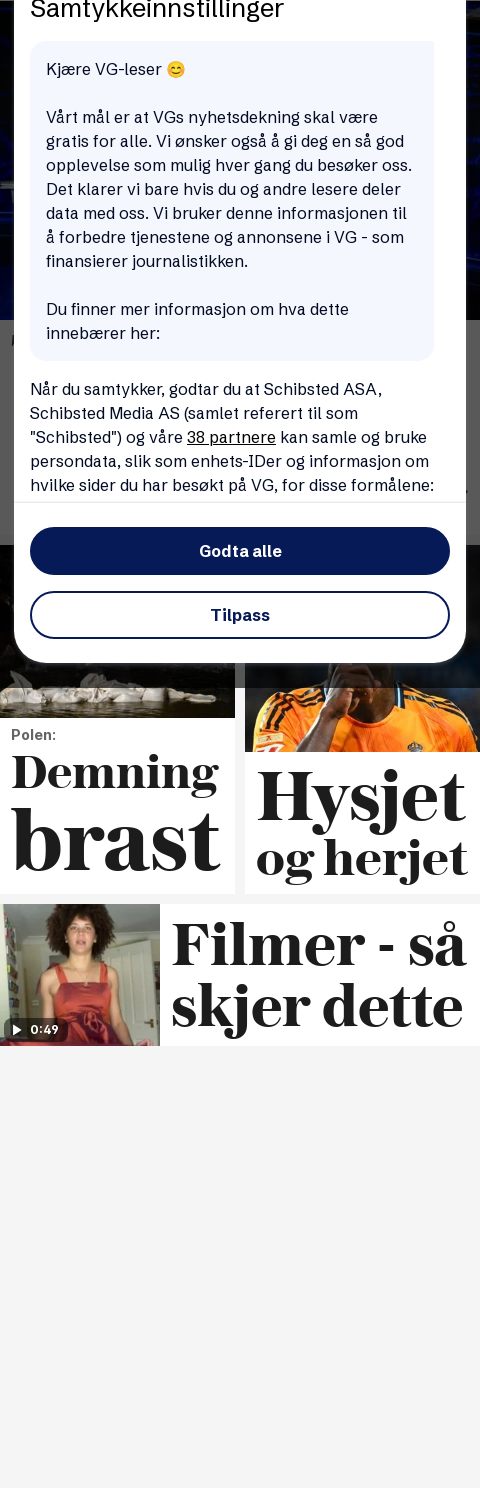 Samtykkeinnstillinger
Kjære VG-leser 😊
Vårt mål er at VGs nyhetsdekning skal være
gratis for alle. Vi ønsker også å gi deg en så god
opplevelse som mulig hver gang du besøker oss.
Det klarer vi bare hvis du og andre lesere deler
data med oss. Vi bruker denne informasjonen til
å forbedre tjenestene og annonsene i VG - som
finansierer journalistikken.
Du finner mer informasjon om hva dette
innebærer her:
Når du samtykker, godtar du at Schibsted ASA,
Schibsted Media AS (samlet referert til som
"Schibsted") og våre 38 partnere kan samle og bruke
persondata, slik som enhets-IDer og informasjon om
hvilke sider du har besøkt på VG, for disse formålene:
Godta alle
Tilpass
Polen:
Demning
brast
Hysjet
og herjet
0:49
Filmer - så
skjer dette